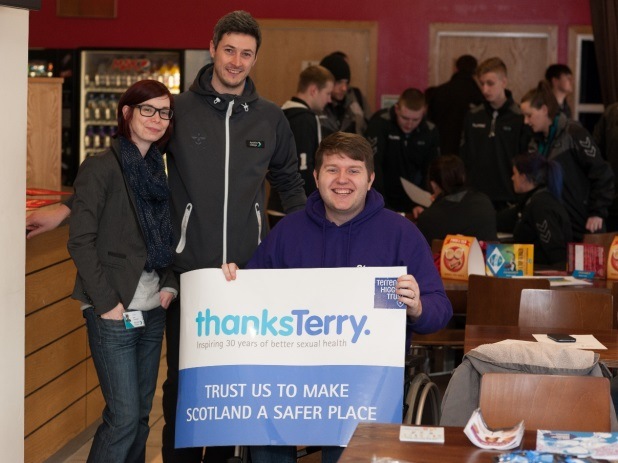 thanksTerry.
Inspiring 30 years of better sexual health
TRUST US TO MAKE
SCOTLAND A SAFER PLACE